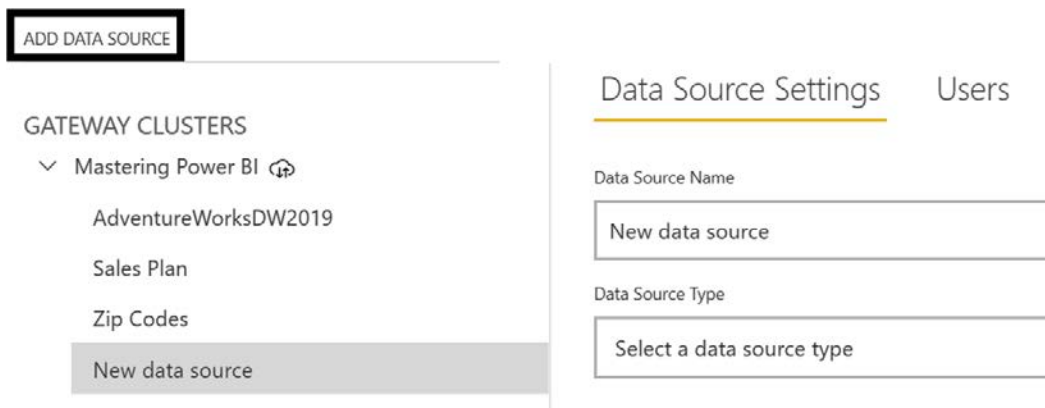 ADD DATA SOURCE
GATEWAY CLUSTERS
Mastering Power BI
AdventureWorksDW2019
Sales Plan
Zip Codes
New data source
Data Source Settings
Users
Data Source Name
New data source
Data Source Type
Select a data source type